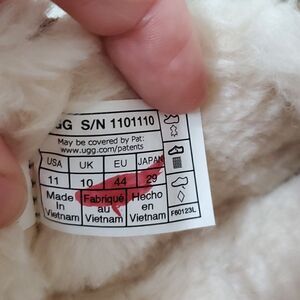 UGG S/N 1101110
May be covered by Pat:
www.ugg.com/patents
USA UK EU JAPAN
11 10 44 29
Made In Vietnam
Fabriqué au Vietnam
Hecho en Vietnam
F60123L